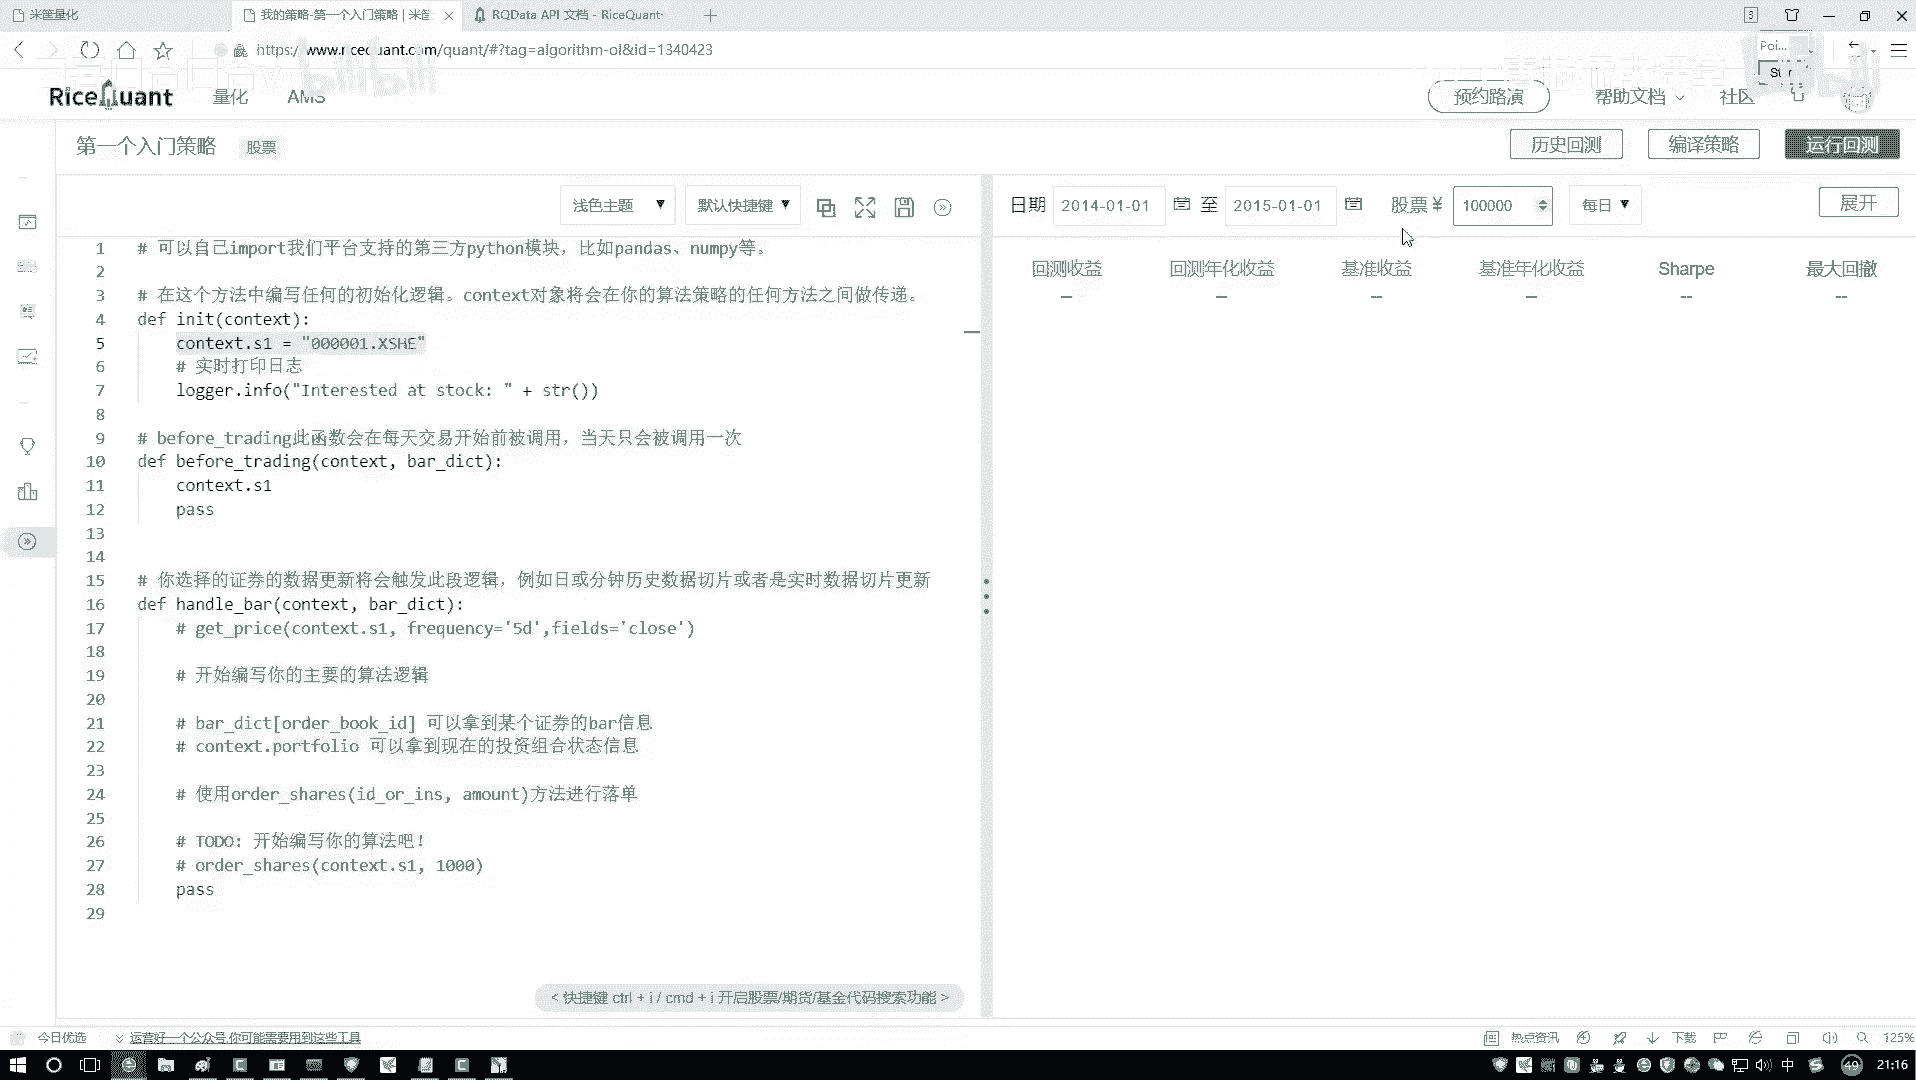 米筐量化
我的策略-第一个入门策略 | 米筐
RQData API 文档 - RiceQuant
https://www.ricequant.com/quant/#?tag=algorithm-ol&id=1340423
Poi...
RiceQuant 量化 AMS
预约路演 帮助文档 社区
第一个入门策略 股票
历史回测 编译策略 运行回测
浅色主题 ▼ 默认快捷键 ▼
日期 2014-01-01 至 2015-01-01 股票 ¥ 100000 每日 ▼ 展开
回测收益 回测年化收益 基准收益 基准年化收益 Sharpe 最大回撤
-- -- -- -- -- --
1 # 可以自己import我们平台支持的第三方python模块，比如pandas、numpy等。
2
3 # 在这个方法中编写任何的初始化逻辑。context对象将会在你的算法策略的任何方法之间做传递。
4 def init(context):
5 context.s1 = "000001.XSHE"
6 # 实时打印日志
7 logger.info("Interested at stock: " + str())
8
9 # before_trading此函数会在每天交易开始前被调用，当天只会被调用一次
10 def before_trading(context, bar_dict):
11 context.s1
12 pass
13
14
15 # 你选择的证券的数据更新将会触发此段逻辑，例如日或分钟历史数据切片或者是实时数据切片更新
16 def handle_bar(context, bar_dict):
17 # get_price(context.s1, frequency='5d',fields='close')
18
19 # 开始编写你的主要的算法逻辑
20
21 # bar_dict[order_book_id] 可以拿到某个证券的bar信息
22 # context.portfolio 可以拿到现在的投资组合状态信息
23
24 # 使用order_shares(id_or_ins, amount)方法进行落单
25
26 # TODO: 开始编写你的算法吧！
27 # order_shares(context.s1, 1000)
28 pass
29
< 快捷键 ctrl + i / cmd + i 开启股票/期货/基金代码搜索功能 >
今日优选 运营好一个公众号,你可能需要用到这些工具
热点资讯 下载 125%
中 49 21:16